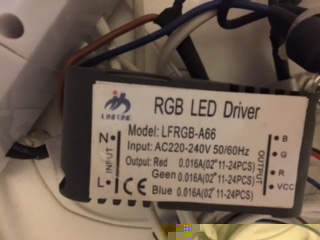 RGB LED Driver
Model:LFRGB-A66
Input:AC220-240V 50/60Hz
Output: Red 0.016A(02*11-24PCS)
Geen 0.016A(02*11-24PCS)
Blue 0.016A(02*11-24PCS)
N
INPUT
L
CE
OUTPUT
B
G
R
VCC